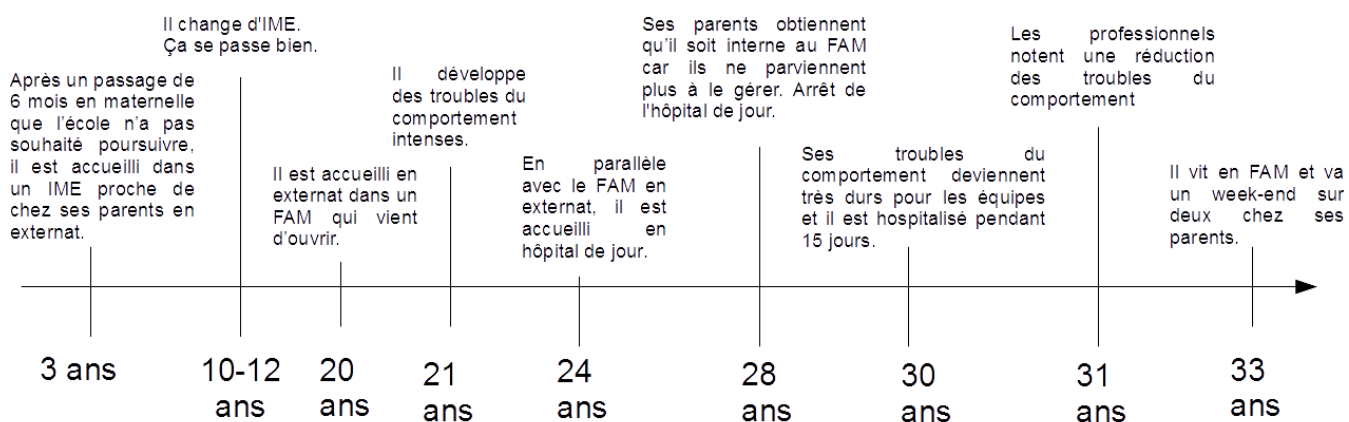 Après un passage de
6 mois en maternelle
que l'école n'a pas
souhaité poursuivre,
il est accueilli dans
un IME proche de
chez ses parents en
externat.
Il change d'IME.
Ça se passe bien.
Il est accueilli en
externat dans un
FAM qui vient
d'ouvrir.
Il développe
des troubles du
comportement
intenses.
En parallèle
avec le FAM en
externat, il est
accueilli en
hôpital de jour.
Ses parents obtiennent
qu'il soit interne au FAM
car ils ne parviennent
plus à le gérer. Arrêt de
l'hôpital de jour.
Ses troubles du
comportement deviennent
très durs pour les équipes
et il est hospitalisé pendant
15 jours.
Les professionnels
notent une réduction
des troubles du
comportement
Il vit en FAM et va
un week-end sur
deux chez ses
parents.
3 ans
10-12
ans
20
ans
21
ans
24
ans
28
ans
30
ans
31
ans
33
ans